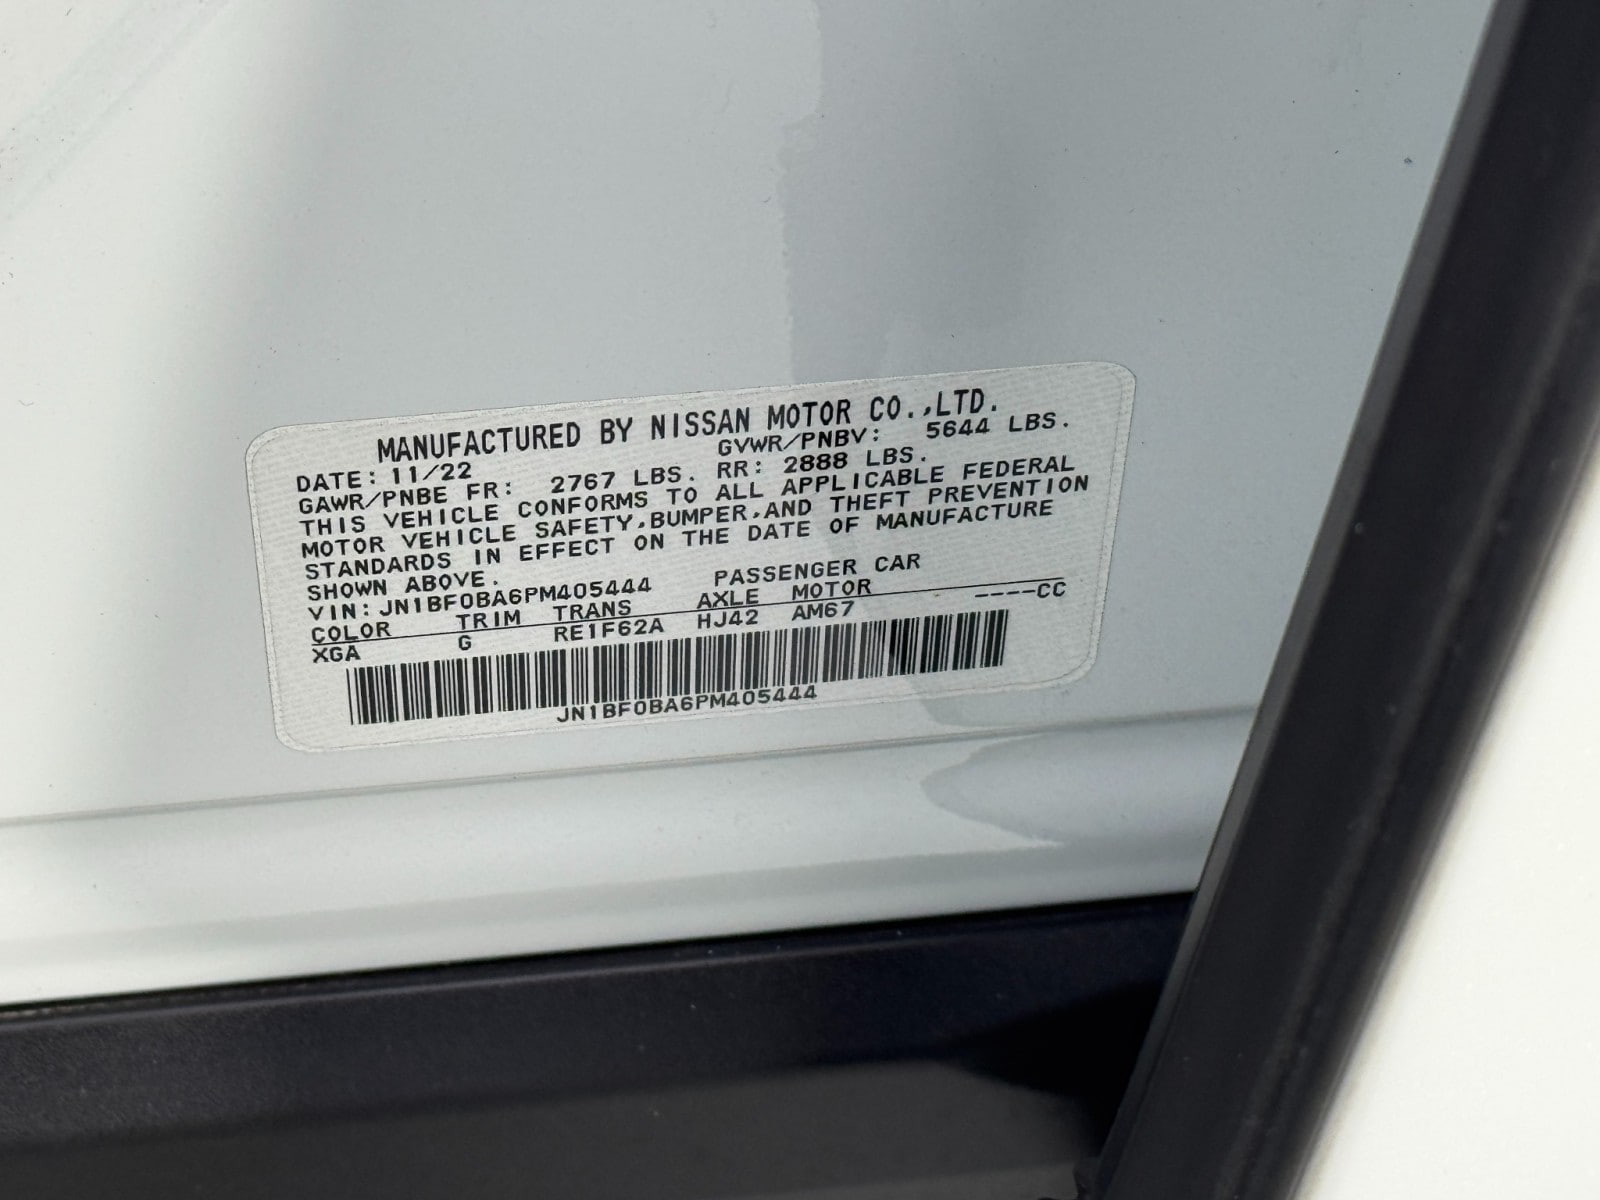 MANUFACTURED BY NISSAN MOTOR CO.,LTD.
DATE: 11/22 GVWR/PNBV: 5644 LBS.
GAWR/PNBE FR: 2767 LBS. RR: 2888 LBS.
THIS VEHICLE CONFORMS TO ALL APPLICABLE FEDERAL
MOTOR VEHICLE SAFETY,BUMPER,AND THEFT PREVENTION
STANDARDS IN EFFECT ON THE DATE OF MANUFACTURE
SHOWN ABOVE.
VIN: JN1BF0BA6PM405444 PASSENGER CAR
COLOR TRIM TRANS AXLE MOTOR ----CC
XGA G RE1F62A HJ42 AM67
JN1BF0BA6PM405444